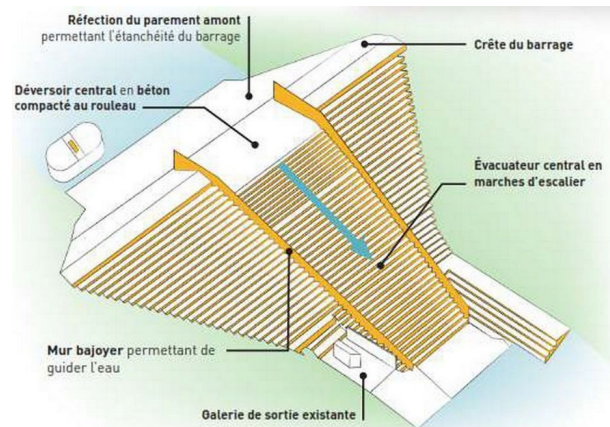 Réfection du parement amont
permettant l'étanchéité du barrage
Crête du barrage
Déversoir central en béton
compacté au rouleau
Évacuateur central en
marches d'escalier
Mur bajoyer permettant de
guider l'eau
Galerie de sortie existante